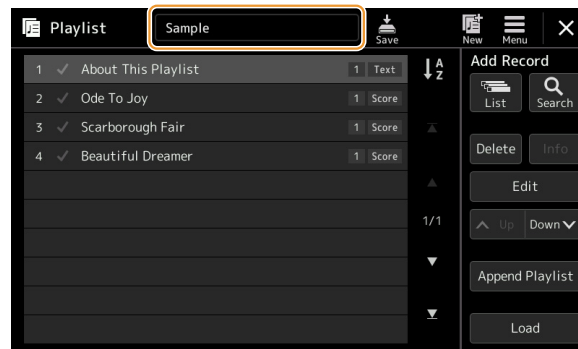 Playlist Sample Save New Menu
1 About This Playlist 1 Text
2 Ode To Joy 1 Score
3 Scarborough Fair 1 Score
4 Beautiful Dreamer 1 Score
A
Z
1/1
Add Record
List Search
Delete Info
Edit
Up Down
Append Playlist
Load